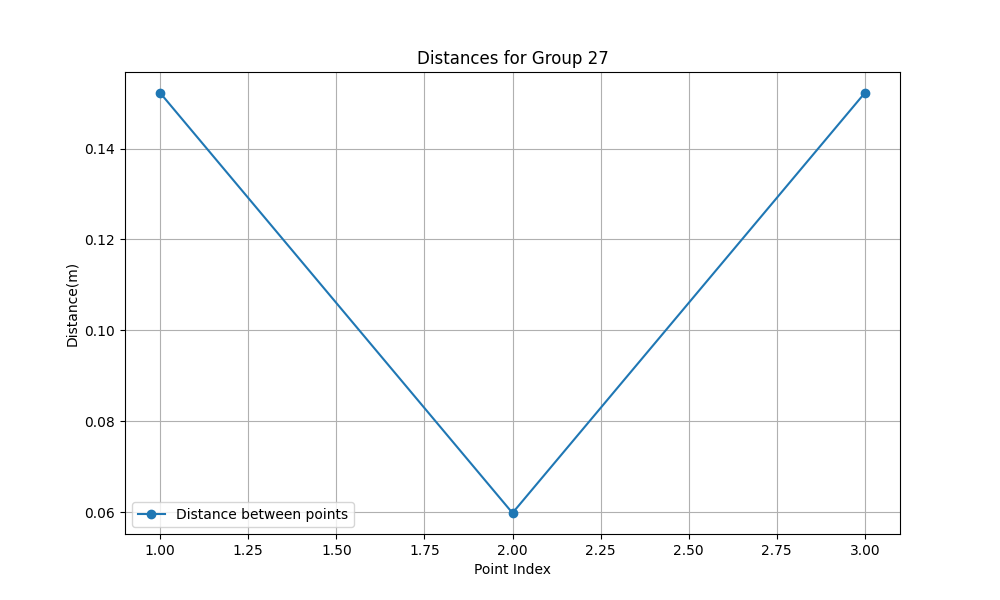 Distances for Group 27
Distance(m)
0.14
0.12
0.10
0.08
0.06
Distance between points
1.00 1.25 1.50 1.75 2.00 2.25 2.50 2.75 3.00
Point Index